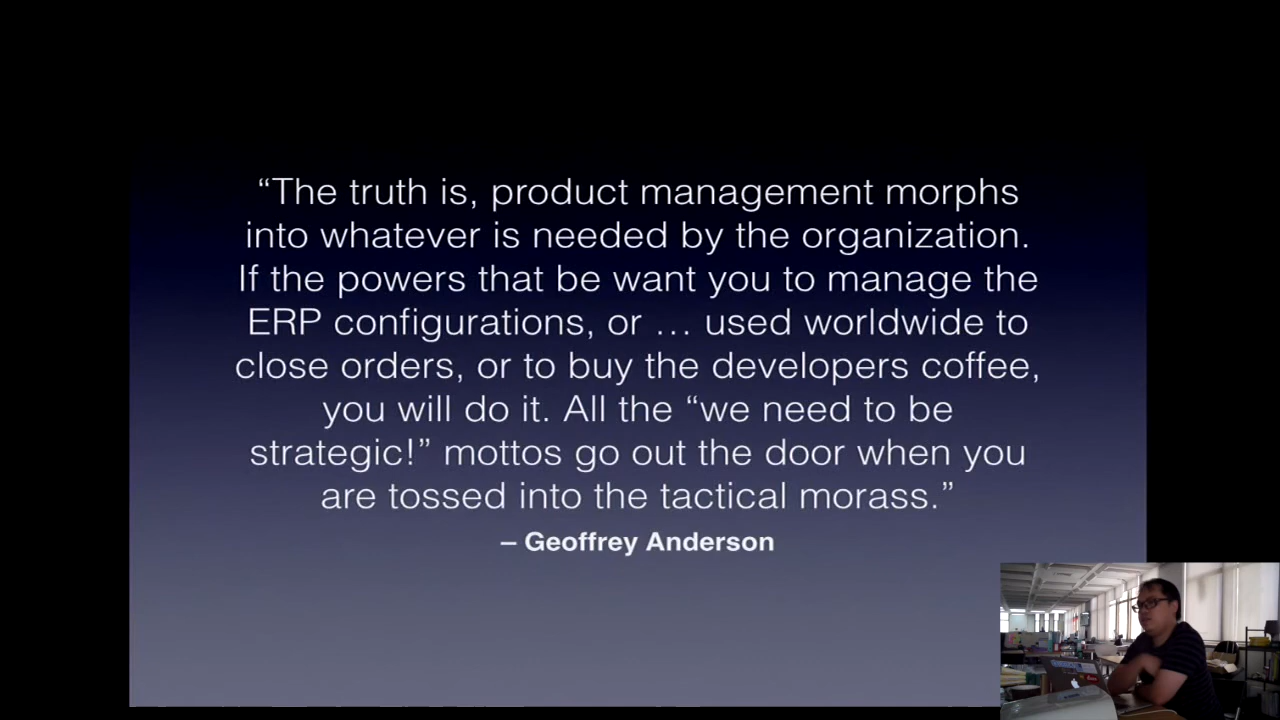 “The truth is, product management morphs
into whatever is needed by the organization.
If the powers that be want you to manage the
ERP configurations, or … used worldwide to
close orders, or to buy the developers coffee,
you will do it. All the “we need to be
strategic!” mottos go out the door when you
are tossed into the tactical morass.”
– Geoffrey Anderson